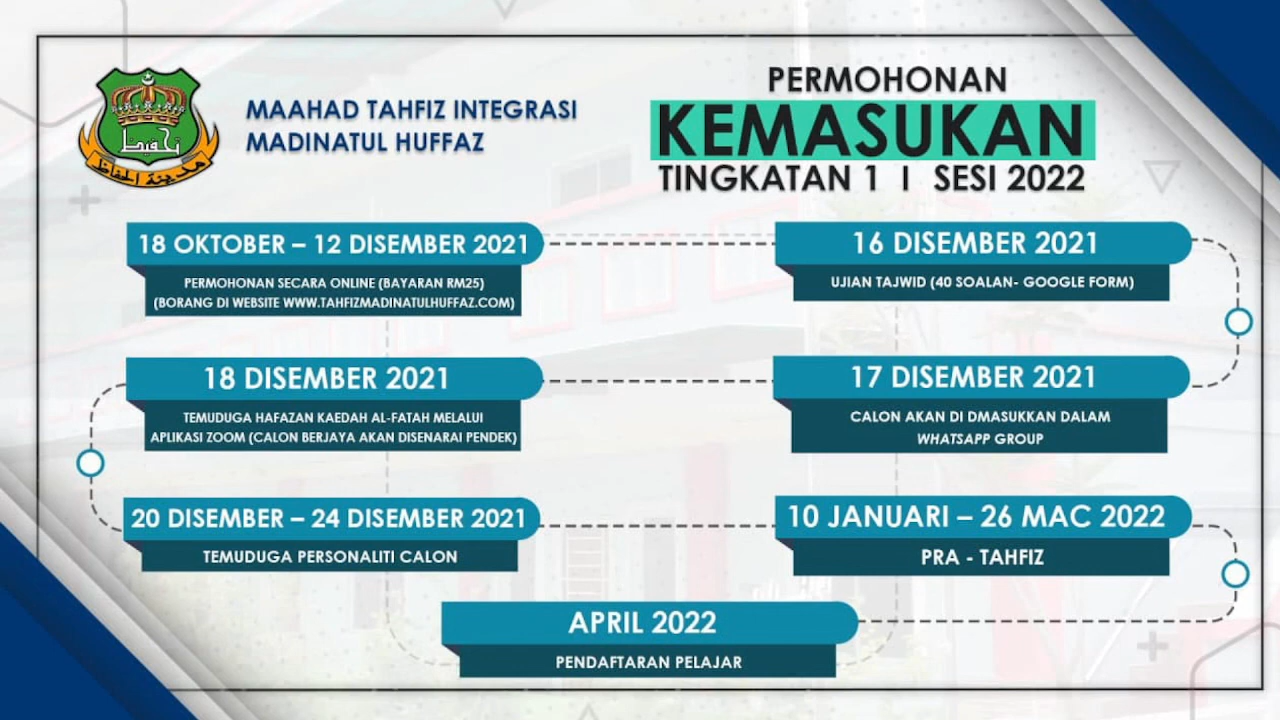 تحفيظ
مدينة الحفاظ
MAAHAD TAHFIZ INTEGRASI
MADINATUL HUFFAZ
PERMOHONAN
KEMASUKAN
TINGKATAN 1 I SESI 2022
18 OKTOBER – 12 DISEMBER 2021
PERMOHONAN SECARA ONLINE (BAYARAN RM25)
(BORANG DI WEBSITE WWW.TAHFIZMADINATULHUFFAZ.COM)
16 DISEMBER 2021
UJIAN TAJWID (40 SOALAN- GOOGLE FORM)
17 DISEMBER 2021
CALON AKAN DI DMASUKKAN DALAM
WHATSAPP GROUP
18 DISEMBER 2021
TEMUDUGA HAFAZAN KAEDAH AL-FATAH MELALUI
APLIKASI ZOOM (CALON BERJAYA AKAN DISENARAI PENDEK)
20 DISEMBER – 24 DISEMBER 2021
TEMUDUGA PERSONALITI CALON
10 JANUARI – 26 MAC 2022
PRA - TAHFIZ
APRIL 2022
PENDAFTARAN PELAJAR